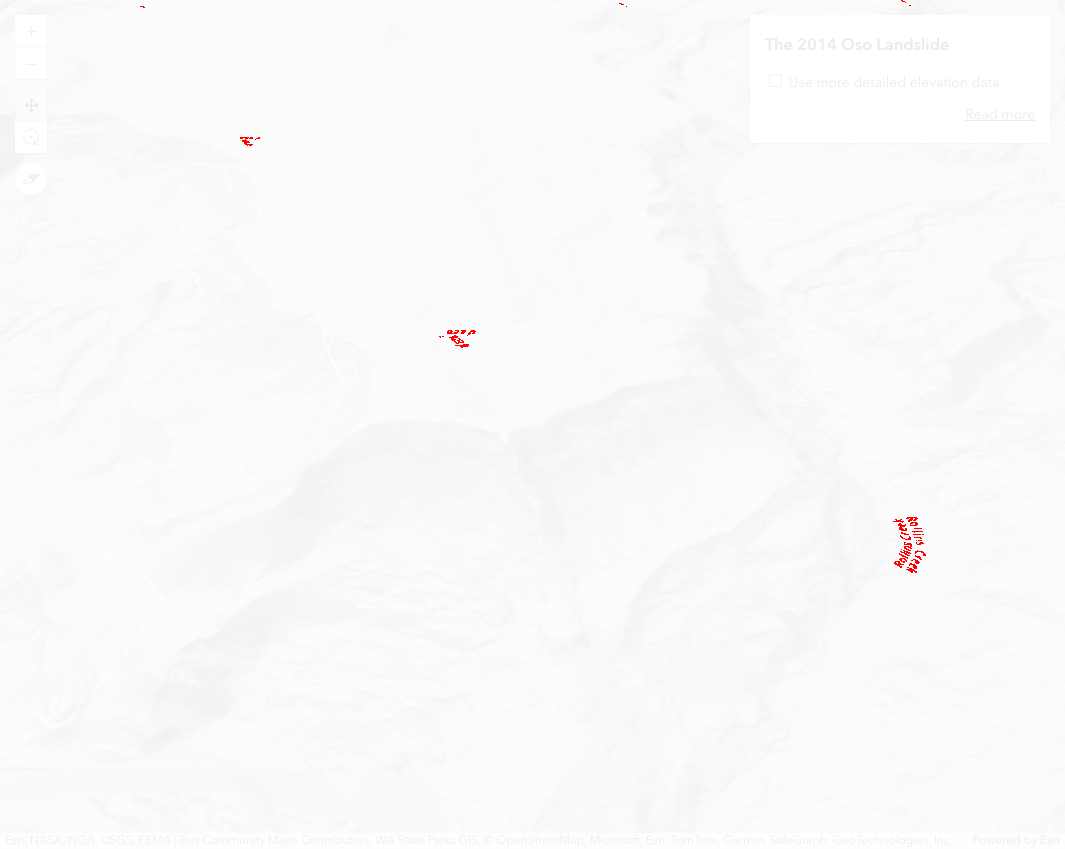 The 2014 Oso Landslide
Use more detailed elevation data
Read more
Rollins Creek
Rollins Creek
Esri, NASA, NGA, USGS, FEMA | Esri Community Maps Contributors, WA State Parks GIS, © OpenStreetMap, Microsoft, Esri, TomTom, Garmin, SafeGraph, GeoTechnologies, Inc... Powered by Esri